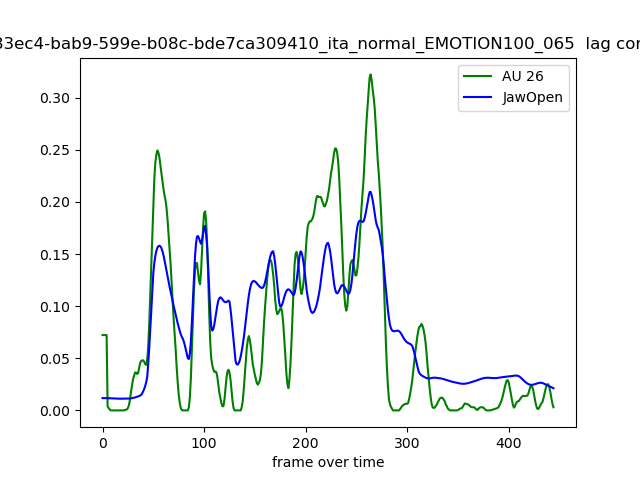 33ec4-bab9-599e-b08c-bde7ca309410_ita_normal_EMOTION100_065 lag cor
AU 26
JawOpen
0.30
0.25
0.20
0.15
0.10
0.05
0.00
0 100 200 300 400
frame over time